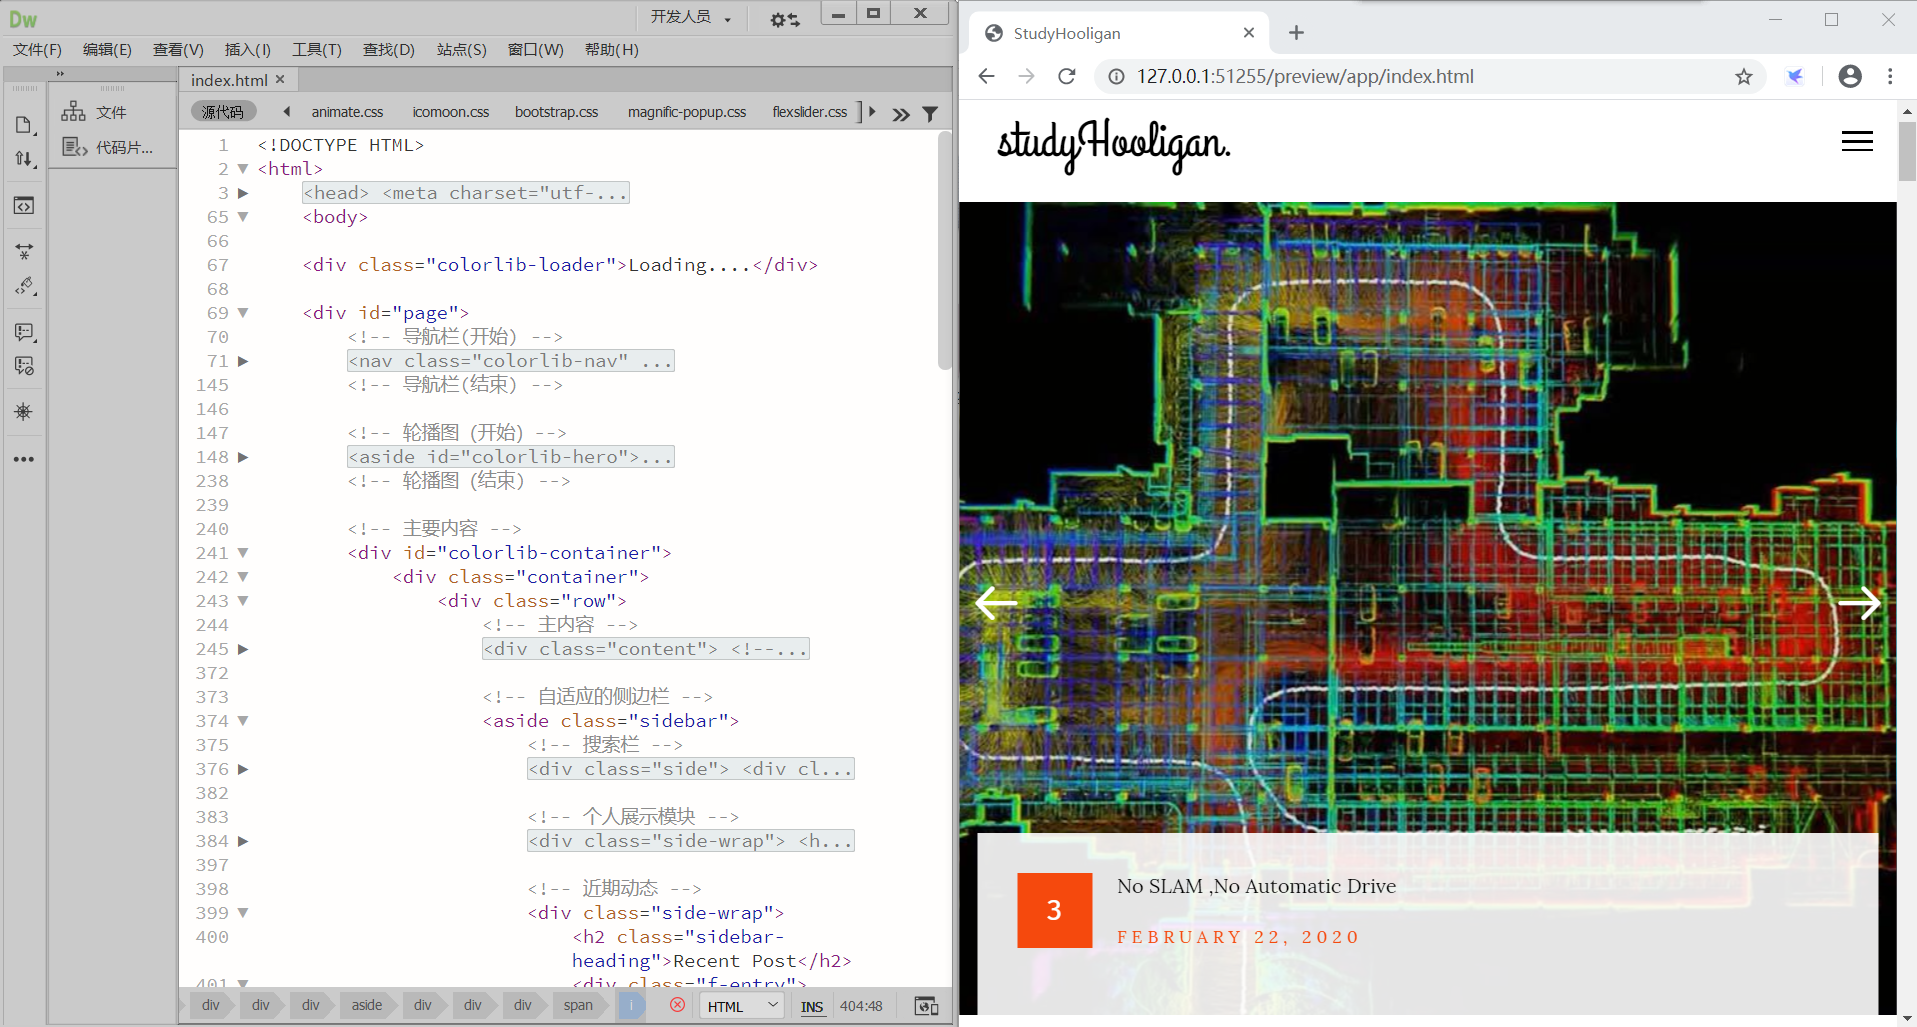 Dw
开发人员
文件(F) 编辑(E) 查看(V) 插入(I) 工具(T) 查找(D) 站点(S) 窗口(W) 帮助(H)
index.html
文件
代码片...
源代码 animate.css icomoon.css bootstrap.css magnific-popup.css flexslider.css
1 <!DOCTYPE HTML>
2 <html>
3 <head> <meta charset="utf-...
65 <body>
66
67 <div class="colorlib-loader">Loading....</div>
68
69 <div id="page">
70 <!-- 导航栏(开始) -->
71 <nav class="colorlib-nav" ...
145 <!-- 导航栏(结束) -->
146
147 <!-- 轮播图 (开始) -->
148 <aside id="colorlib-hero">...
238 <!-- 轮播图 (结束) -->
239
240 <!-- 主要内容 -->
241 <div id="colorlib-container">
242 <div class="container">
243 <div class="row">
244 <!-- 主内容 -->
245 <div class="content"> <!--...
372
373 <!-- 自适应的侧边栏 -->
374 <aside class="sidebar">
375 <!-- 搜索栏 -->
376 <div class="side"> <div cl...
382
383 <!-- 个人展示模块 -->
384 <div class="side-wrap"> <h...
397
398 <!-- 近期动态 -->
399 <div class="side-wrap">
400 <h2 class="sidebar-
heading">Recent Post</h2>
401 <div class="f-entry">
div div div aside div div div span i HTML INS 404:48
StudyHooligan
127.0.0.1:51255/preview/app/index.html
studyHooligan.
3
No SLAM ,No Automatic Drive
FEBRUARY 22, 2020